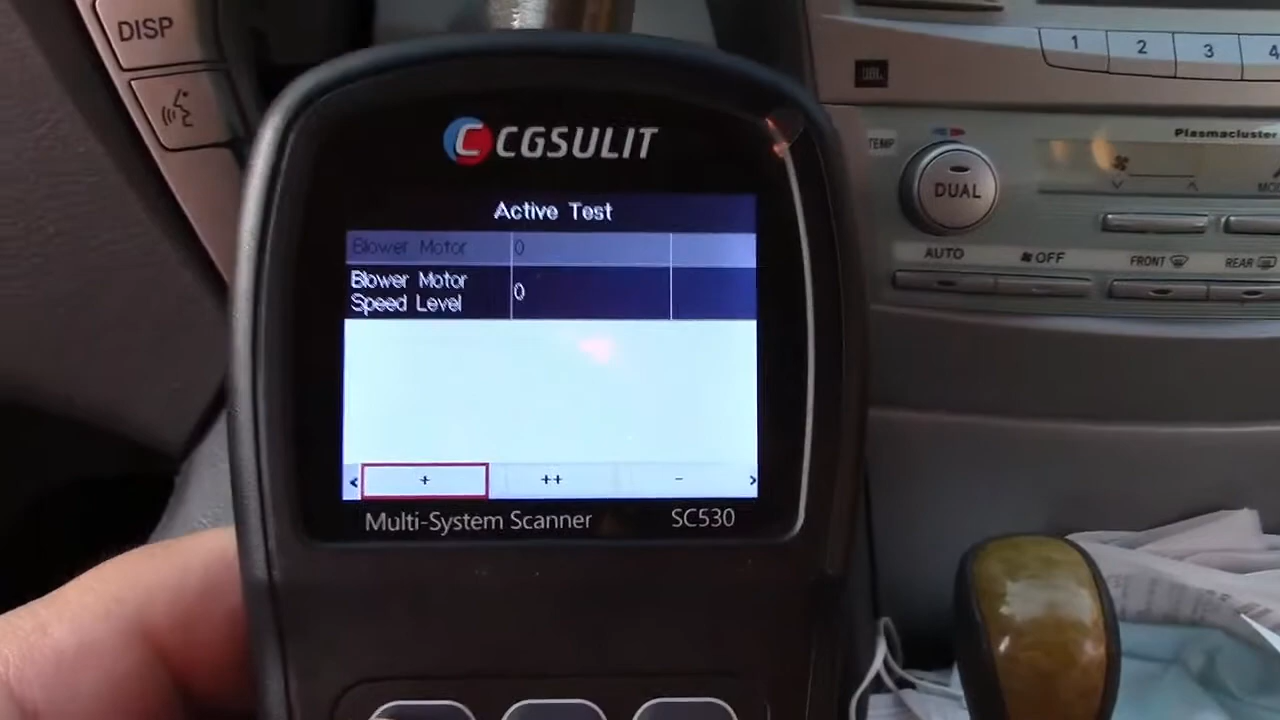 DISP
JBL
1 2 3 4
CGSULIT
Plasmacluster
TEMP
DUAL
Active Test
Blower Motor 0
Blower Motor
Speed Level 0
AUTO
OFF
FRONT
REAR
< + ++ - >
Multi-System Scanner SC530